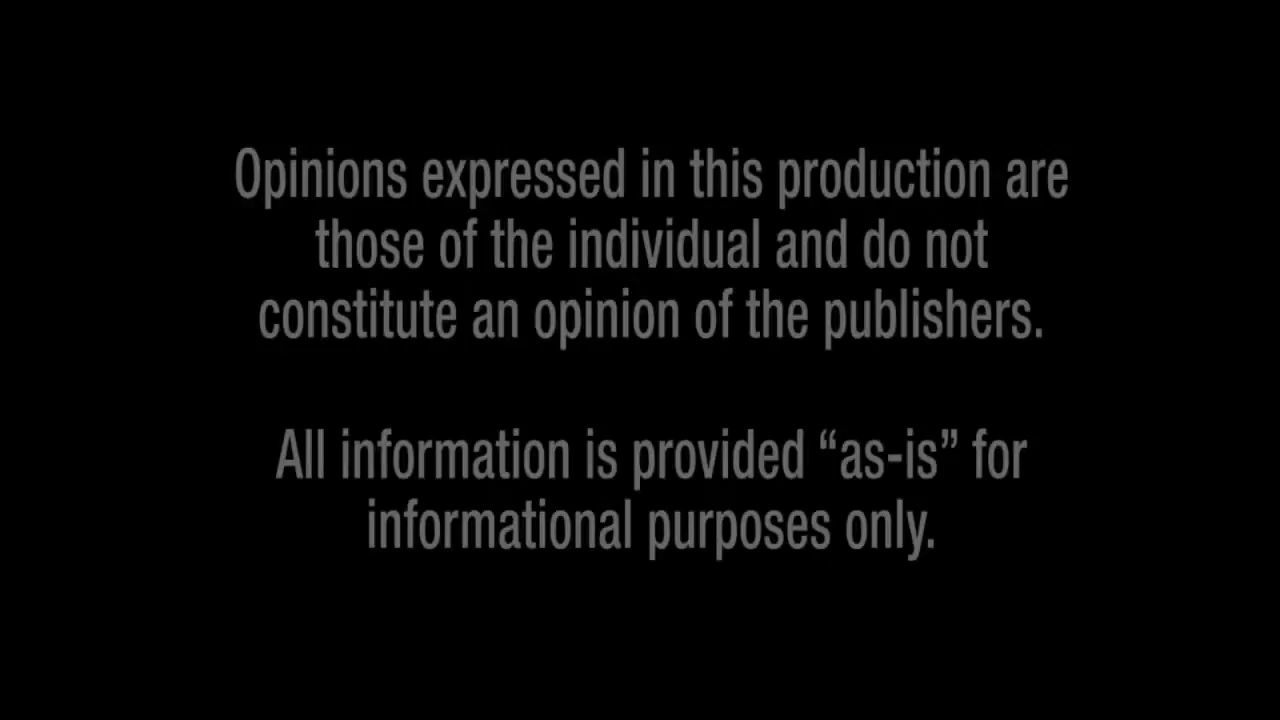 Opinions expressed in this production are
those of the individual and do not
constitute an opinion of the publishers.
All information is provided “as-is” for
informational purposes only.